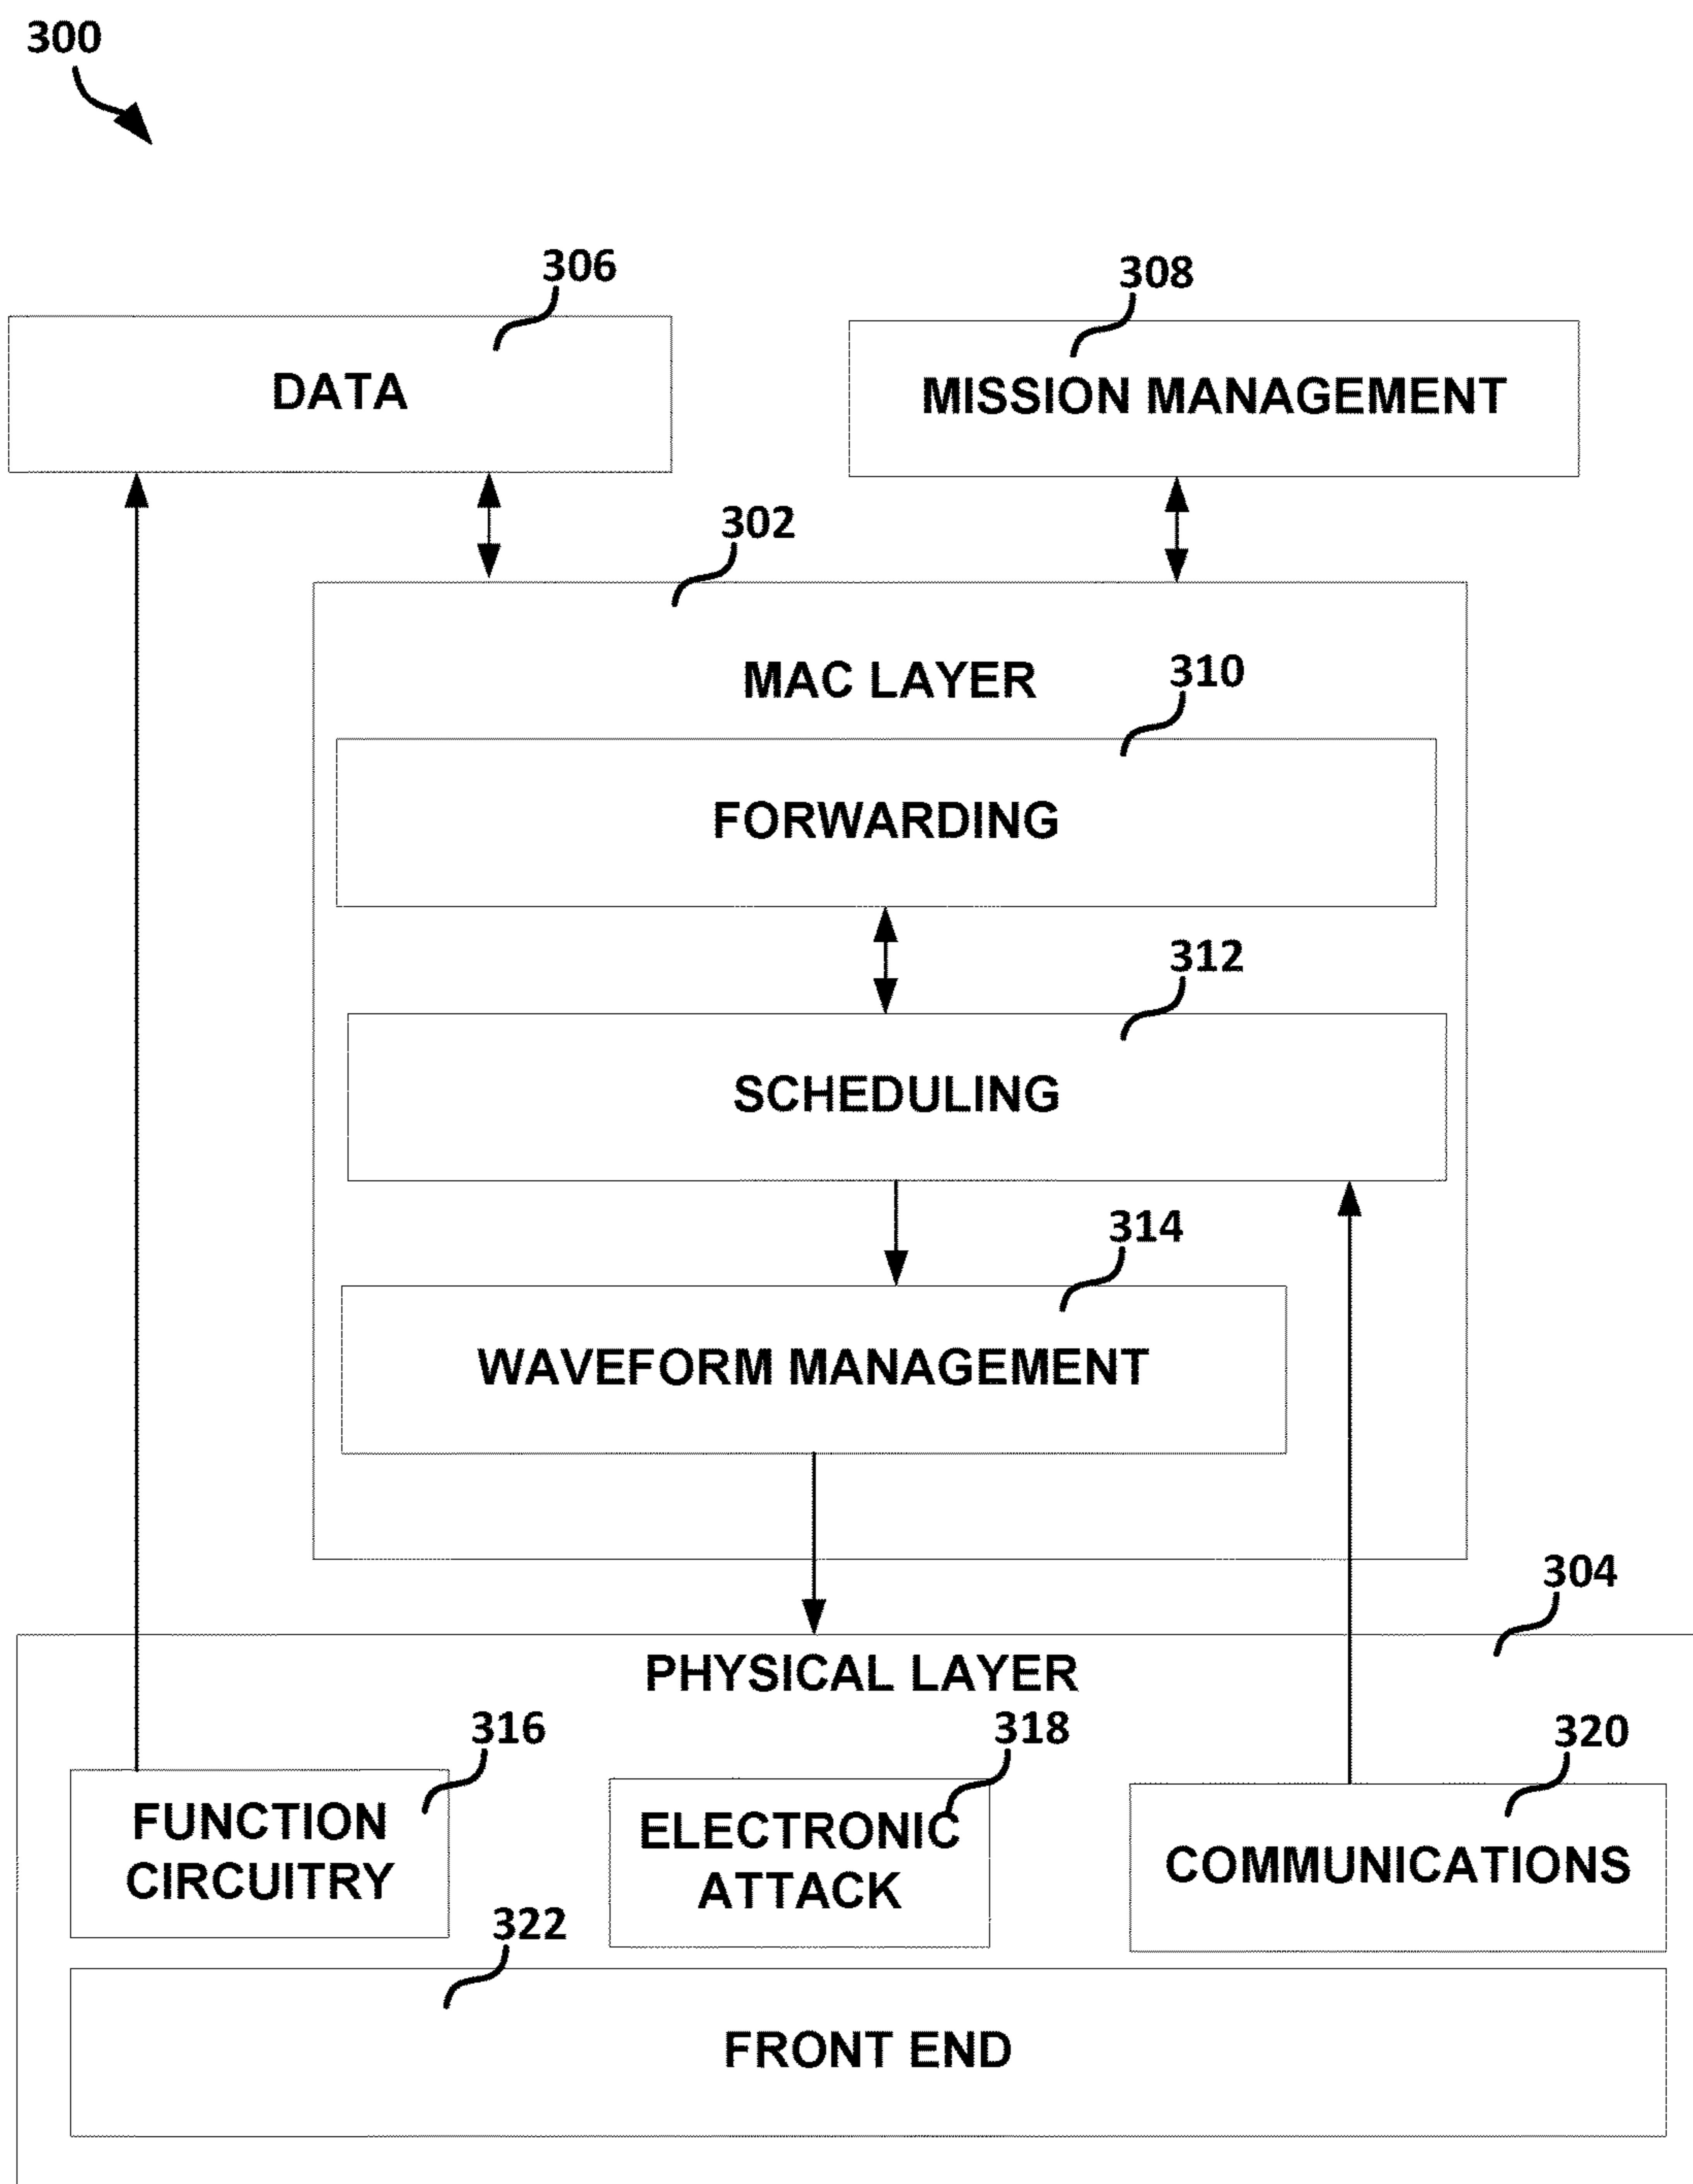 300
306
308
DATA
MISSION MANAGEMENT
302
MAC LAYER
310
FORWARDING
312
SCHEDULING
314
WAVEFORM MANAGEMENT
304
PHYSICAL LAYER
316
318
320
FUNCTION
CIRCUITRY
ELECTRONIC
ATTACK
COMMUNICATIONS
322
FRONT END